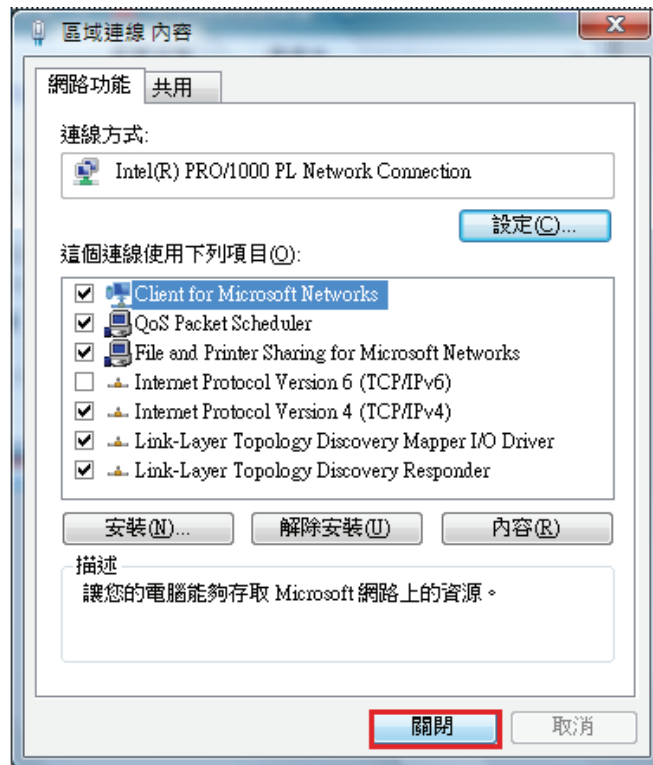 區域連線 內容
網路功能 共用
連線方式:
Intel(R) PRO/1000 PL Network Connection
設定(C)...
這個連線使用下列項目(O):
Client for Microsoft Networks
QoS Packet Scheduler
File and Printer Sharing for Microsoft Networks
Internet Protocol Version 6 (TCP/IPv6)
Internet Protocol Version 4 (TCP/IPv4)
Link-Layer Topology Discovery Mapper I/O Driver
Link-Layer Topology Discovery Responder
安裝(N)... 解除安裝(U) 內容(R)
描述
讓您的電腦能夠存取 Microsoft 網路上的資源。
關閉 取消